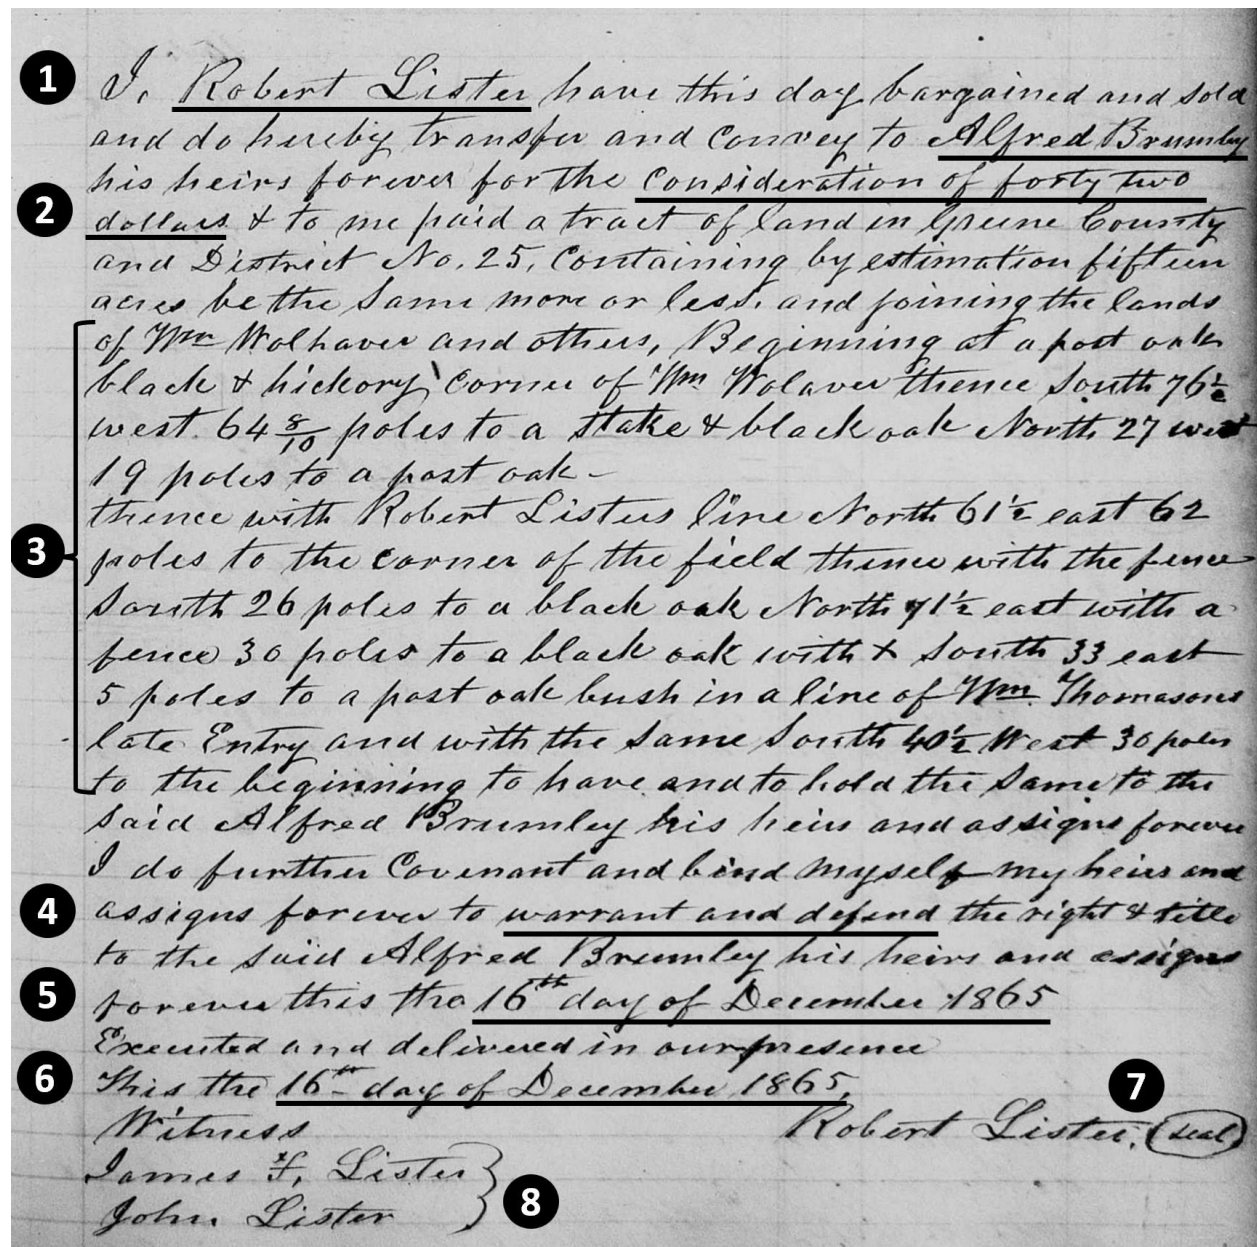 1 I, Robert Lister have this day bargained and sold
and do hereby transfer and Convey to Alfred Brumley
his heirs forever for the consideration of forty two
2 dollars & to me paid a tract of land in Greene County
and District No. 25, Containing by estimation fifteen
acres be the same more or less, and joining the lands
of Wm Wolhaver and others, Beginning at a post oak
black & hickory corner of Wm Wolaver thence South 76½
west 64 8/10 poles to a stake & black oak North 27 west
19 poles to a post oak -
3 thence with Robert Listers line North 61½ east 62
poles to the corner of the field thence with the fence
South 26 poles to a black oak North 71½ east with a
fence 30 poles to a black oak with x South 33 east
5 poles to a post oak bush in a line of Wm. Thomasons
late Entry and with the same South 40½ West 30 poles
to the beginning to have and to hold the same to the
said Alfred Brumley his heirs and assigns forever
I do further Covenant and bind myself my heirs and
4 assigns forever to warrant and defend the right & title
to the said Alfred Brumley his heirs and assigns
5 forever this the 16th day of December 1865
Executed and delivered in our presence
6 This the 16th day of December 1865,
7
Witness Robert Lister. (seal)
James F. Lister
John Lister
8